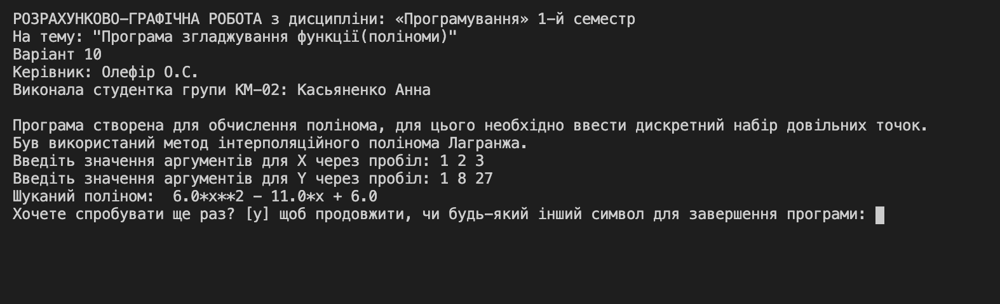 РОЗРАХУНКОВО-ГРАФІЧНА РОБОТА з дисципліни: «Програмування» 1-й семестр
На тему: "Програма згладжування функції(поліноми)"
Варіант 10
Керівник: Олефір О.С.
Виконала студентка групи КМ-02: Касьяненко Анна
Програма створена для обчислення полінома, для цього необхідно ввести дискретний набір довільних точок.
Був використаний метод інтерполяційного полінома Лагранжа.
Введіть значення аргументів для X через пробіл: 1 2 3
Введіть значення аргументів для Y через пробіл: 1 8 27
Шуканий поліном:  6.0*x**2 - 11.0*x + 6.0
Хочете спробувати ще раз? [y] щоб продовжити, чи будь-який інший символ для завершення програми: